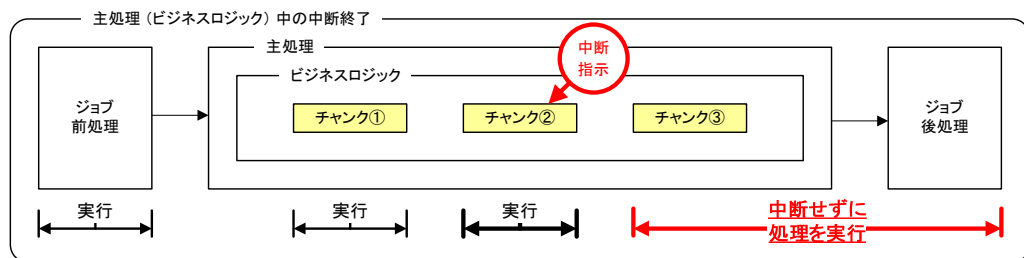 主処理(ビジネスロジック)中の中断終了
主処理
ビジネスロジック
中断
指示
ジョブ
前処理
チャンク①
チャンク②
チャンク③
ジョブ
後処理
実行
実行
実行
中断せずに
処理を実行